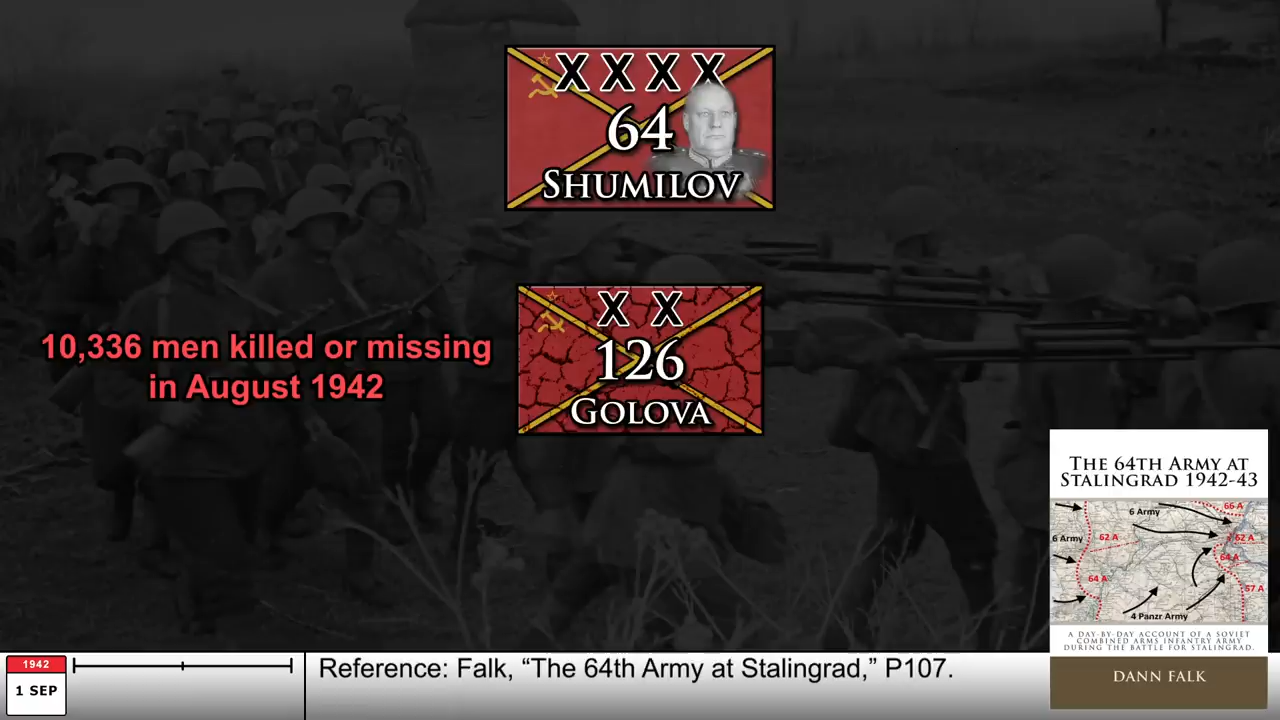 X X X X
64
SHUMILOV
X X
126
GOLOVA
10,336 men killed or missing
in August 1942
THE 64TH ARMY AT
STALINGRAD 1942-43
66 A
6 Army
6 Army
62 A
62 A
64 A
64 A
57 A
4 Panzr Army
A DAY-BY-DAY ACCOUNT OF A SOVIET
COMBINED ARMS INFANTRY ARMY
DURING THE BATTLE FOR STALINGRAD.
DANN FALK
1942
1 SEP
Reference: Falk, “The 64th Army at Stalingrad,” P107.